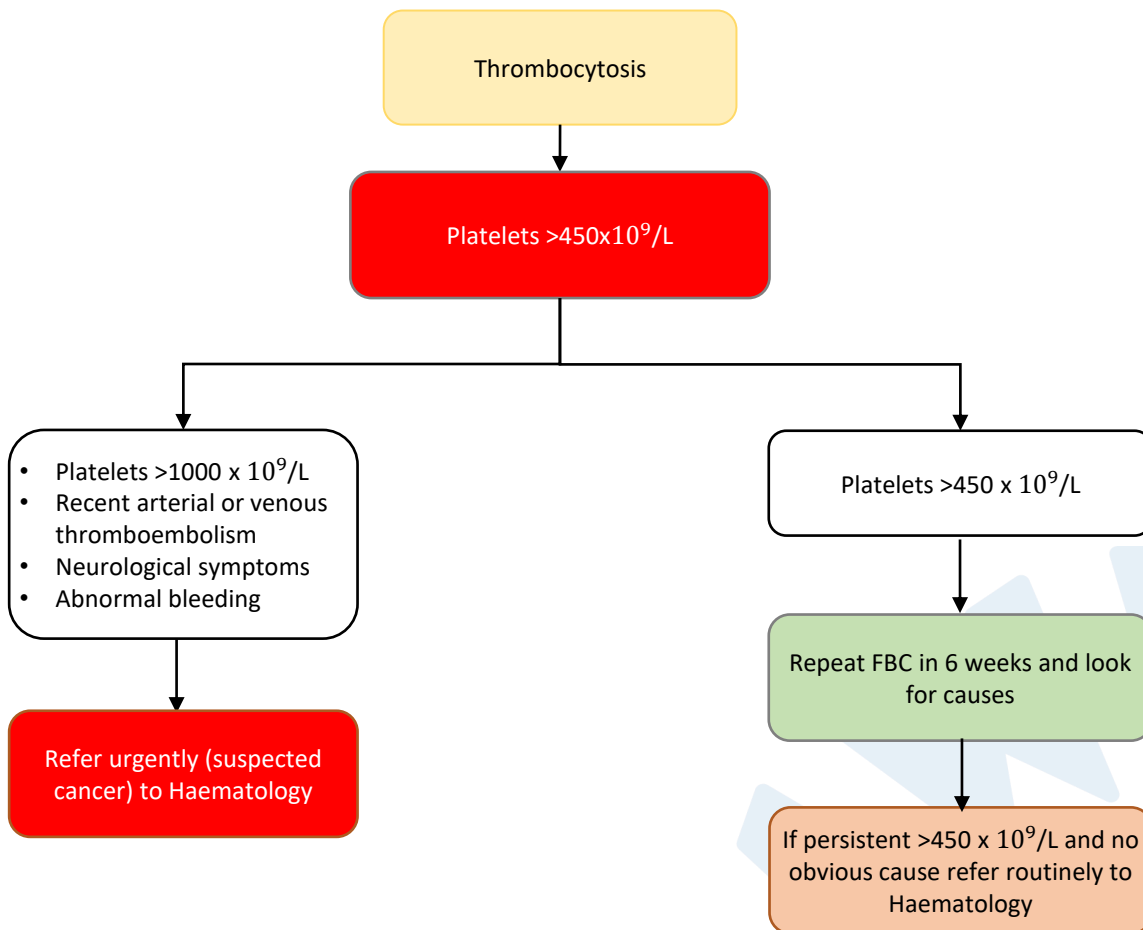 Thrombocytosis
Platelets >450x10⁹/L
• Platelets >1000 x 10⁹/L
• Recent arterial or venous
thromboembolism
• Neurological symptoms
• Abnormal bleeding
Refer urgently (suspected
cancer) to Haematology
Platelets >450 x 10⁹/L
Repeat FBC in 6 weeks and look
for causes
If persistent >450 x 10⁹/L and no
obvious cause refer routinely to
Haematology